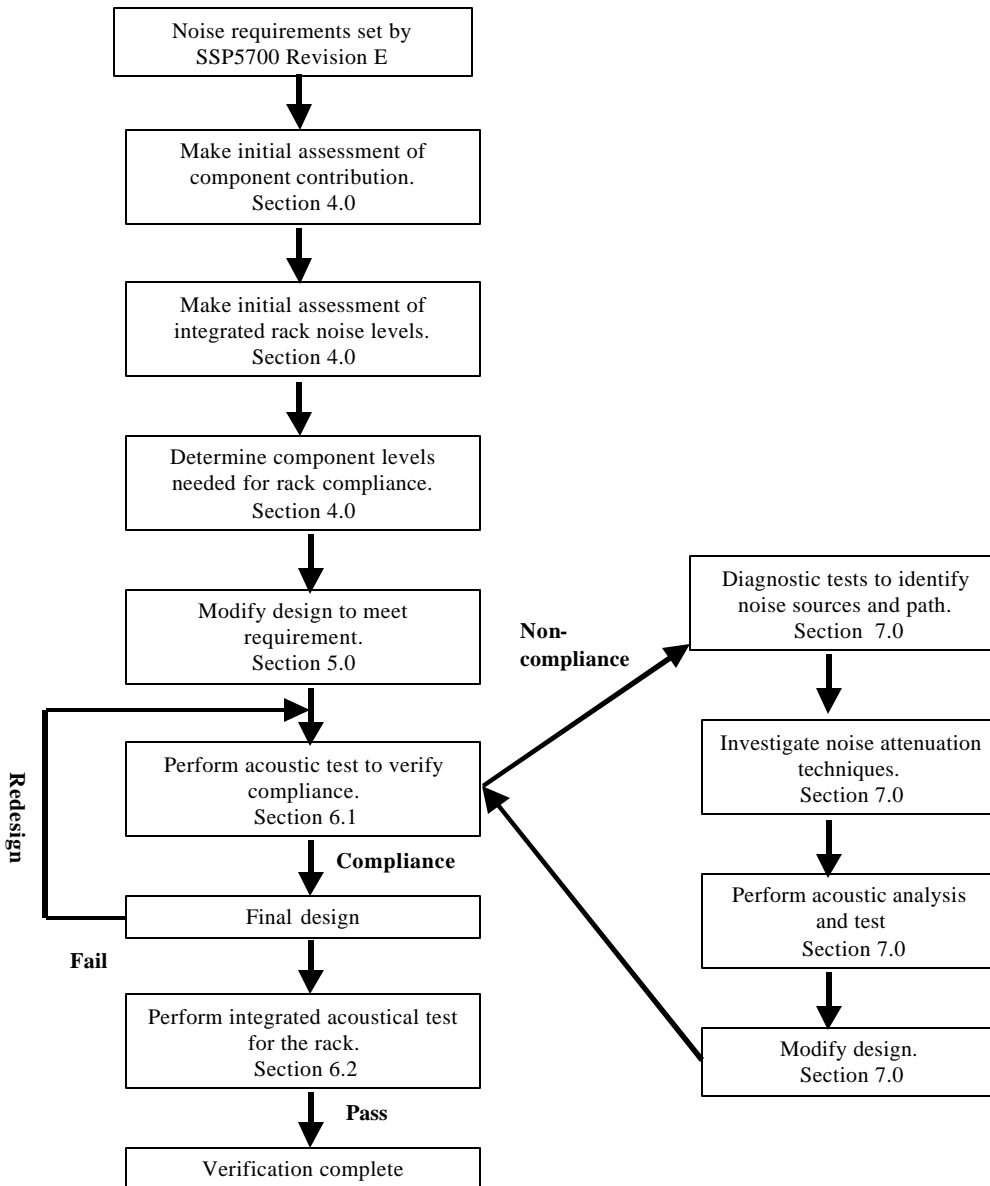 Noise requirements set by
SSP5700 Revision E
Make initial assessment of
component contribution.
Section 4.0
Make initial assessment of
integrated rack noise levels.
Section 4.0
Determine component levels
needed for rack compliance.
Section 4.0
Modify design to meet
requirement.
Section 5.0
Redesign
Perform acoustic test to verify
compliance.
Section 6.1
Compliance
Final design
Fail
Perform integrated acoustical test
for the rack.
Section 6.2
Pass
Verification complete
Non-
compliance
Diagnostic tests to identify
noise sources and path.
Section 7.0
Investigate noise attenuation
techniques.
Section 7.0
Perform acoustic analysis
and test
Section 7.0
Modify design.
Section 7.0